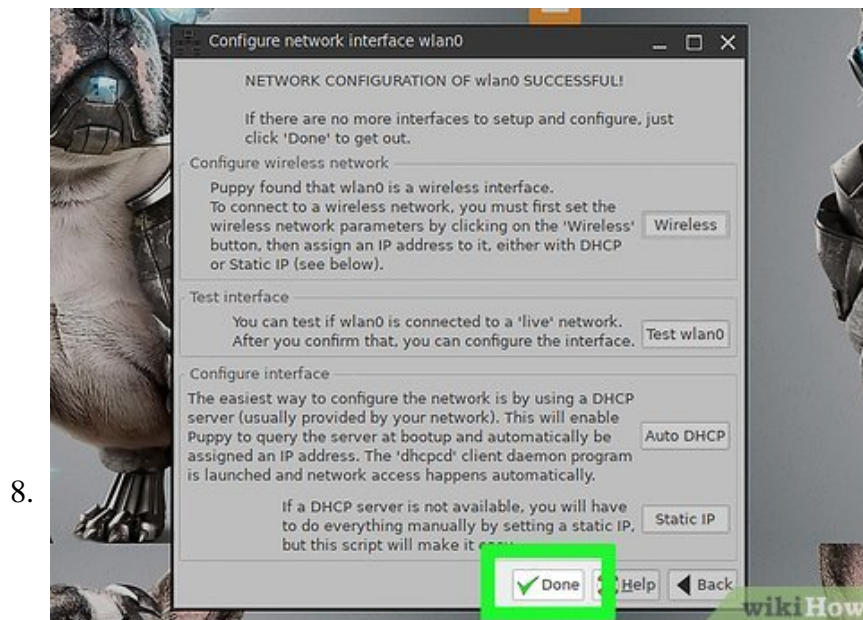 Configure network interface wlan0
NETWORK CONFIGURATION OF wlan0 SUCCESSFUL!
If there are no more interfaces to setup and configure, just
click 'Done' to get out.
Configure wireless network
Puppy found that wlan0 is a wireless interface.
To connect to a wireless network, you must first set the
wireless network parameters by clicking on the 'Wireless'
button, then assign an IP address to it, either with DHCP
or Static IP (see below).
Wireless
Test interface
You can test if wlan0 is connected to a 'live' network.
After you confirm that, you can configure the interface.
Test wlan0
Configure interface
The easiest way to configure the network is by using a DHCP
server (usually provided by your network). This will enable
Puppy to query the server at bootup and automatically be
assigned an IP address. The 'dhcpcd' client daemon program
is launched and network access happens automatically.
Auto DHCP
8.
If a DHCP server is not available, you will have
to do everything manually by setting a static IP,
but this script will make it
Static IP
Done
Help
Back
wikiHow